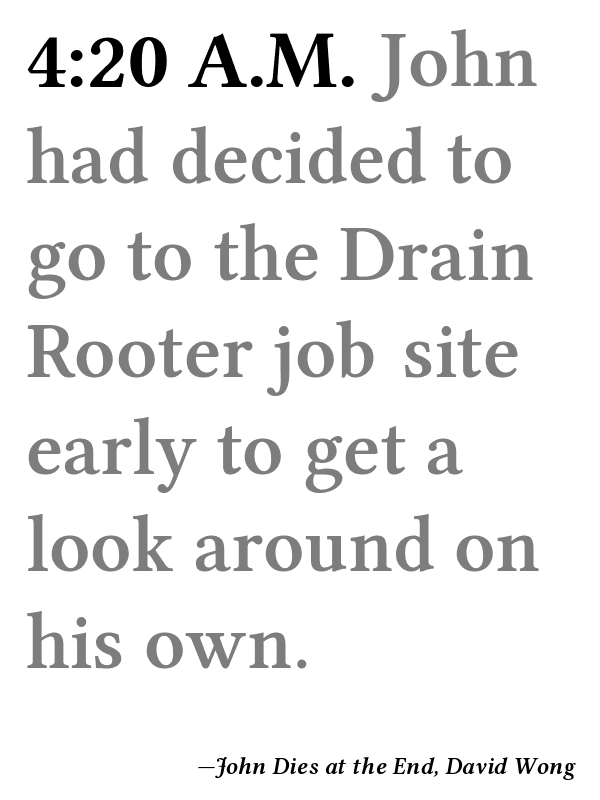 4:20 A.M. John
had decided to
go to the Drain
Rooter job site
early to get a
look around on
his own.
—John Dies at the End, David Wong